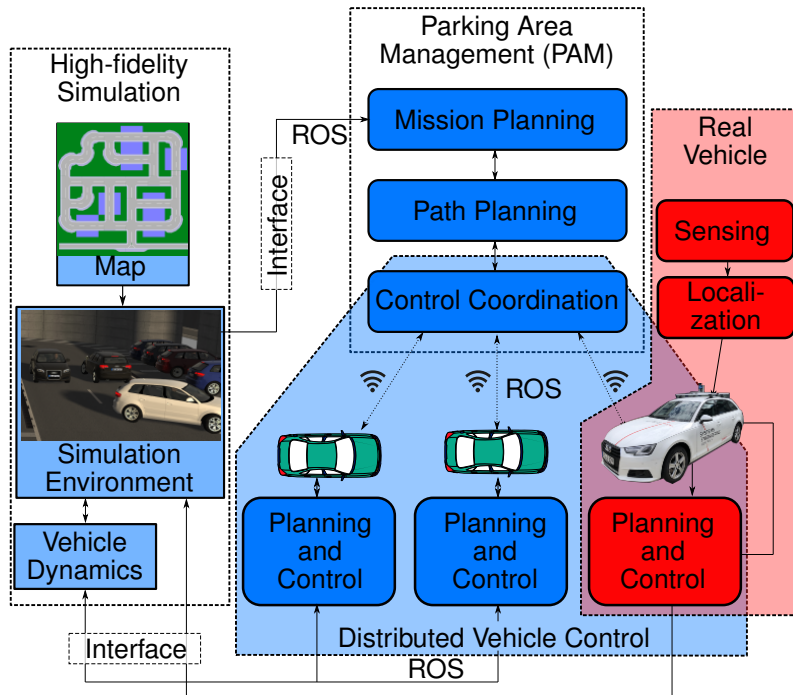 High-fidelity
Simulation
Map
Simulation
Environment
Vehicle
Dynamics
Interface
ROS
Interface
ROS
Parking Area
Management (PAM)
Mission Planning
Path Planning
Control Coordination
ROS
Planning
and
Control
Planning
and
Control
Planning
and
Control
Distributed Vehicle Control
Real
Vehicle
Sensing
Locali-
zation